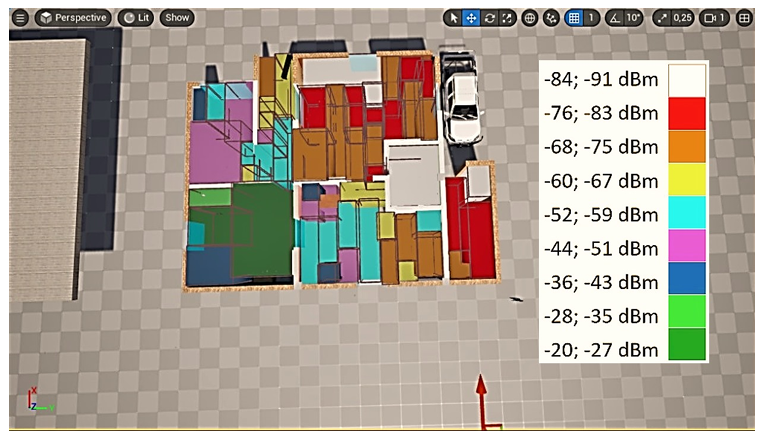 Perspective Lit Show 1 10° 0,25 1
-84; -91 dBm
-76; -83 dBm
-68; -75 dBm
-60; -67 dBm
-52; -59 dBm
-44; -51 dBm
-36; -43 dBm
-28; -35 dBm
-20; -27 dBm
X
Z Y